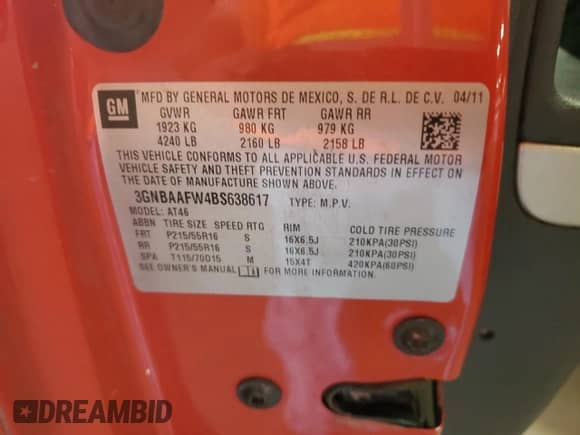 GM
MFD BY GENERAL MOTORS DE MEXICO, S. DE R.L. DE C.V. 04/11
GVWR GAWR FRT GAWR RR
1923 KG 980 KG 979 KG
4240 LB 2160 LB 2158 LB
THIS VEHICLE CONFORMS TO ALL APPLICABLE U.S. FEDERAL MOTOR
VEHICLE SAFETY AND THEFT PREVENTION STANDARDS IN EFFECT ON
THE DATE OF MANUFACTURE SHOWN ABOVE.
3GNBAAFW4BS638617 TYPE: M.P.V.
MODEL: AT46
ABBN TIRE SIZE SPEED RTG RIM COLD TIRE PRESSURE
FRT P215/55R16 S 16X6.5J 210KPA(30PSI)
RR P215/55R16 S 16X6.5J 210KPA(30PSI)
SPA T115/70D15 M 15X4T 420KPA(60PSI)
SEE OWNER'S MANUAL FOR MORE INFORMATION.
DREAMBID